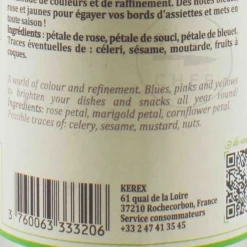 de couleurs et de raffinement. Des notes bleues,
rose et jaunes pour égayer vos bords d'assiettes et mets en
toute saison !
Ingrédients : pétale de rose, pétale de souci, pétale de bleuet.
Traces éventuelles de : céleri, sésame, moutarde, fruits à
coques.
A world of colour and refinement. Blues, pinks and yellows
to brighten your dishes and snacks all year round!
Ingredients: rose petal, marigold petal, cornflower petal.
Possible traces of: celery, sesame, mustard, nuts.
KEREX
61 quai de la Loire
37210 Rochecorbon, France
Service consommateurs
+33 2 47 41 35 45
3 760063 333206